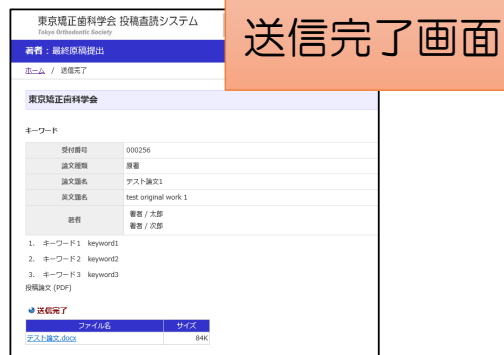 東京矯正歯科学会 投稿査読システム
Tokyo Orthodontic Society
送信完了画面
著者：最終原稿提出
ホーム / 送信完了
東京矯正歯科学会
キーワード
受付番号 000256
論文種類 原著
論文題名 テスト論文1
英文題名 test original work 1
著者 著者 / 太郎
著者 / 次郎
1. キーワード1 keyword1
2. キーワード2 keyword2
3. キーワード3 keyword3
投稿論文 (PDF)
送信完了
ファイル名 サイズ
テスト論文.docx 84K